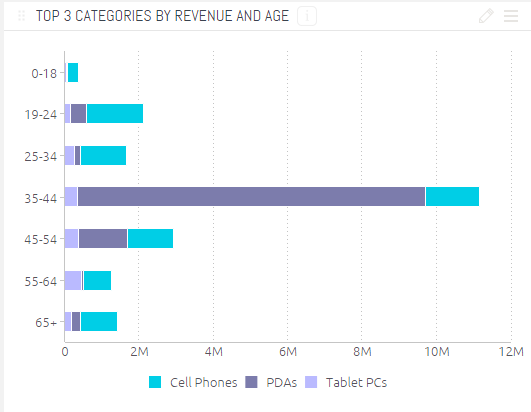 TOP 3 CATEGORIES BY REVENUE AND AGE i
0-18
19-24
25-34
35-44
45-54
55-64
65+
0 2M 4M 6M 8M 10M 12M
Cell Phones PDAs Tablet PCs